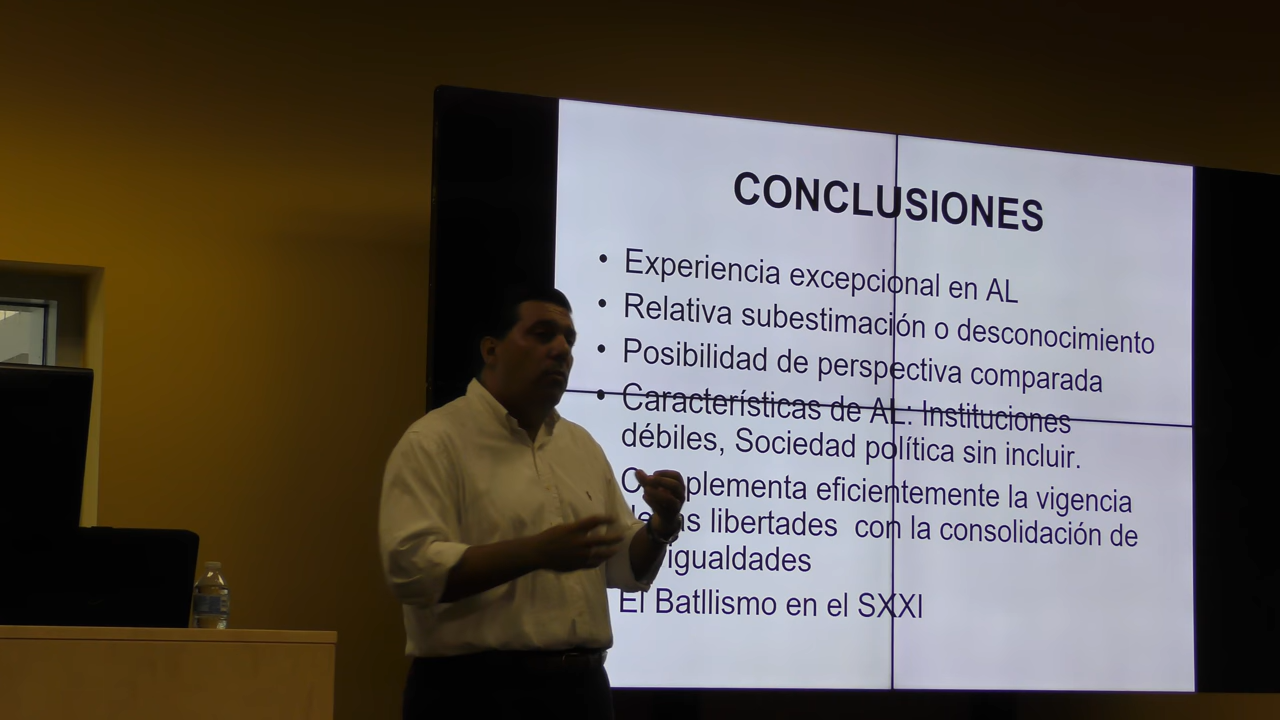 CONCLUSIONES
• Experiencia excepcional en AL
• Relativa subestimación o desconocimiento
• Posibilidad de perspectiva comparada
• Características de AL: Instituciones
débiles, Sociedad política sin incluir.
plementa eficientemente la vigencia
libertades con la consolidación de
igualdades
El Batllismo en el SXXI